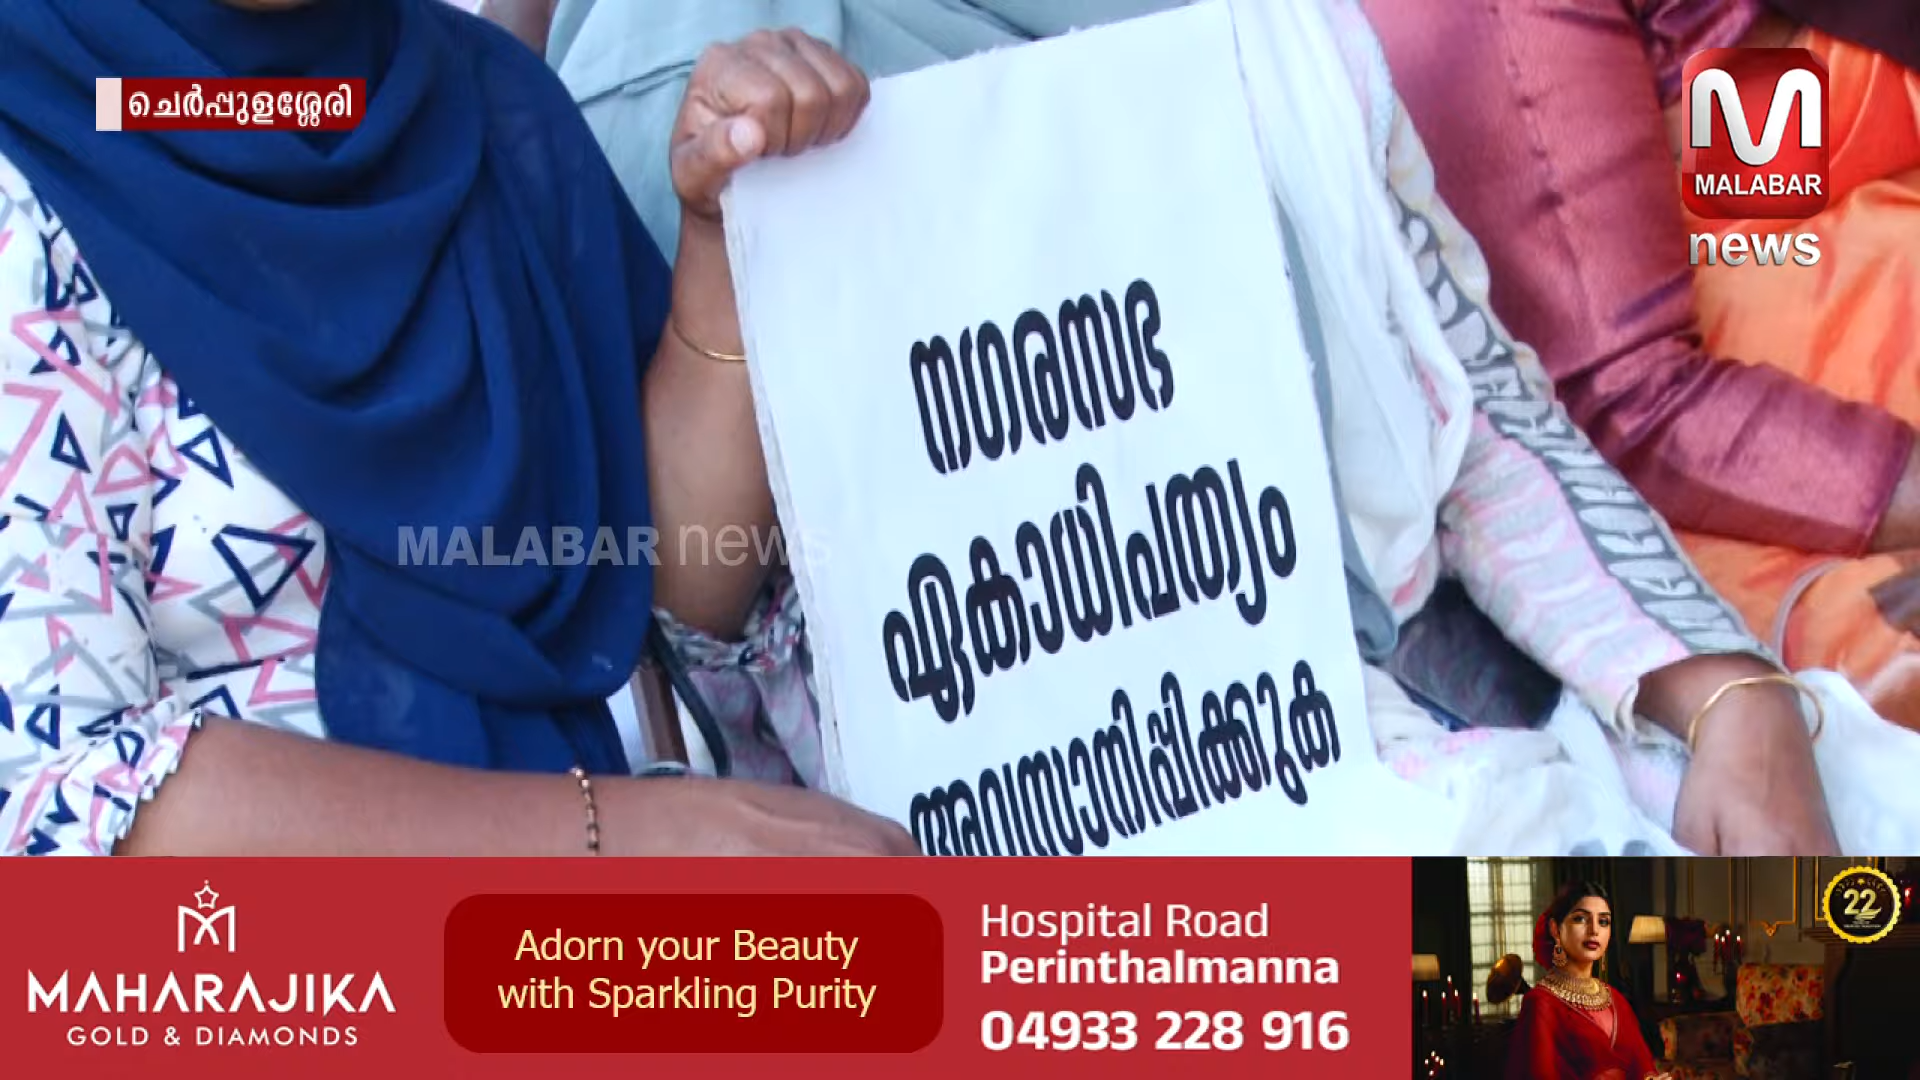 ചെർപ്പുളശ്ശേരി
M
MALABAR
news
നഗരസഭ
ഏകാധിപത്യം
അവസാനിപ്പിക്കുക
MALABAR news
MAHARAJIKA
GOLD & DIAMONDS
Adorn your Beauty
with Sparkling Purity
Hospital Road
Perinthalmanna
04933 228 916
22